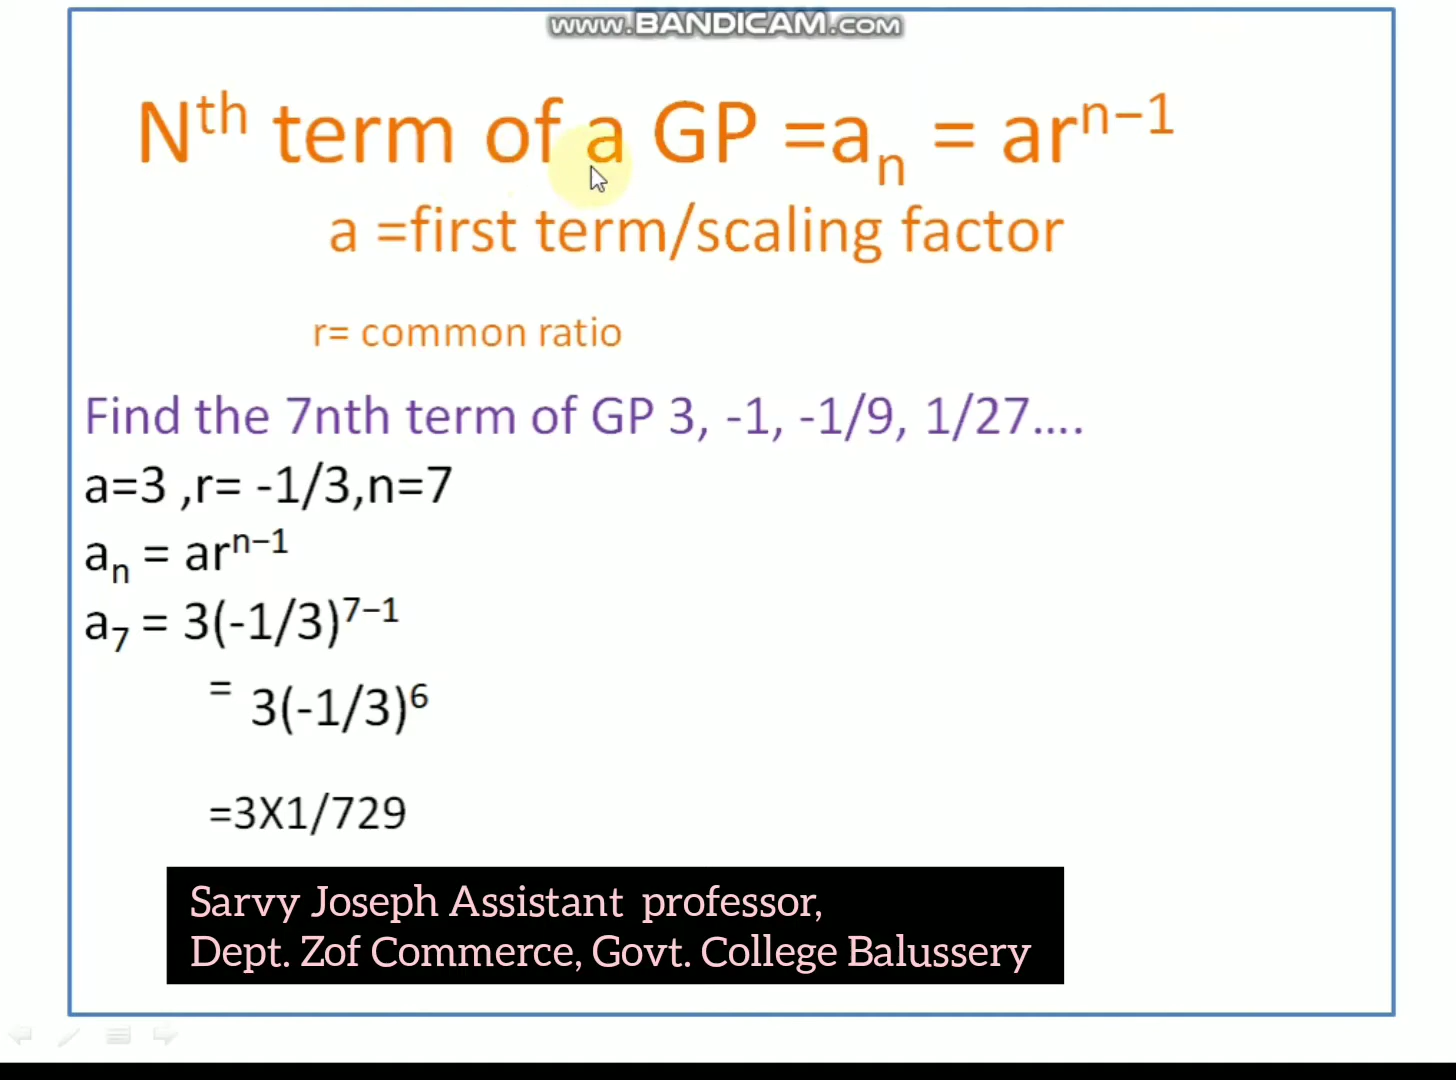 www.BANDICAM.com
Nth term of a GP =an = arn−1
a =first term/scaling factor
r= common ratio
Find the 7nth term of GP 3, -1, -1/9, 1/27....
a=3 ,r= -1/3,n=7
an = arn−1
a7 = 3(-1/3)7−1
= 3(-1/3)6
=3X1/729
Sarvy Joseph Assistant professor,
Dept. Zof Commerce, Govt. College Balussery